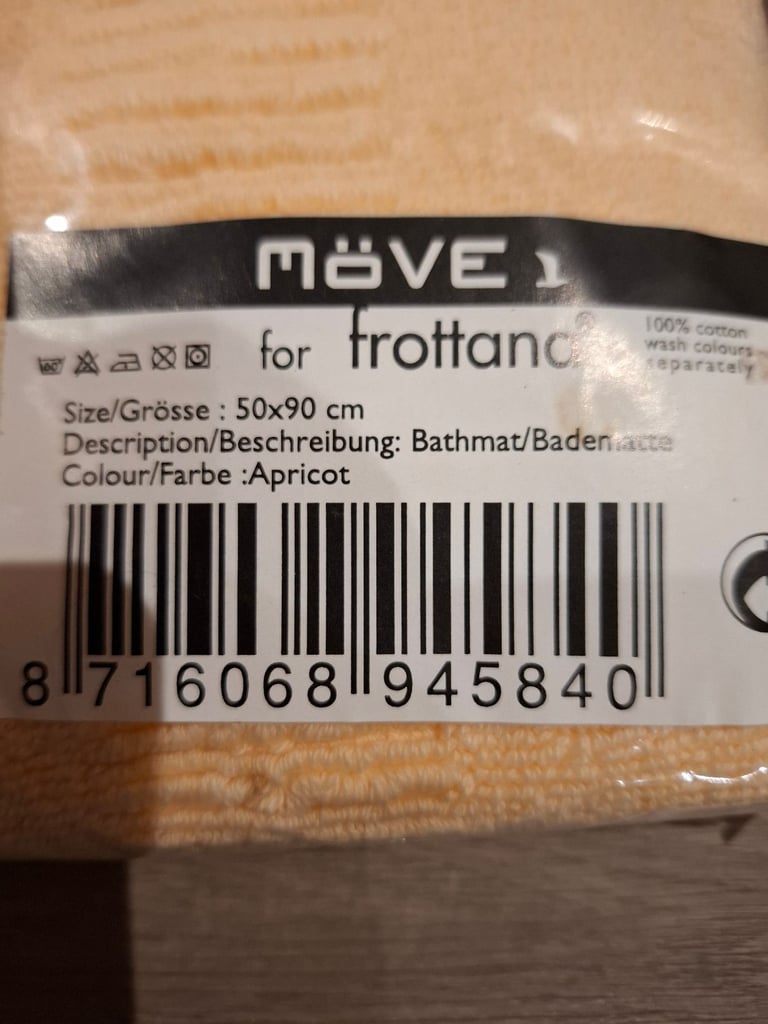 möve
for frottana®
100% cotton
wash colours
separately
Size/Grösse : 50x90 cm
Description/Beschreibung: Bathmat/Badematte
Colour/Farbe :Apricot
8 716068 945840